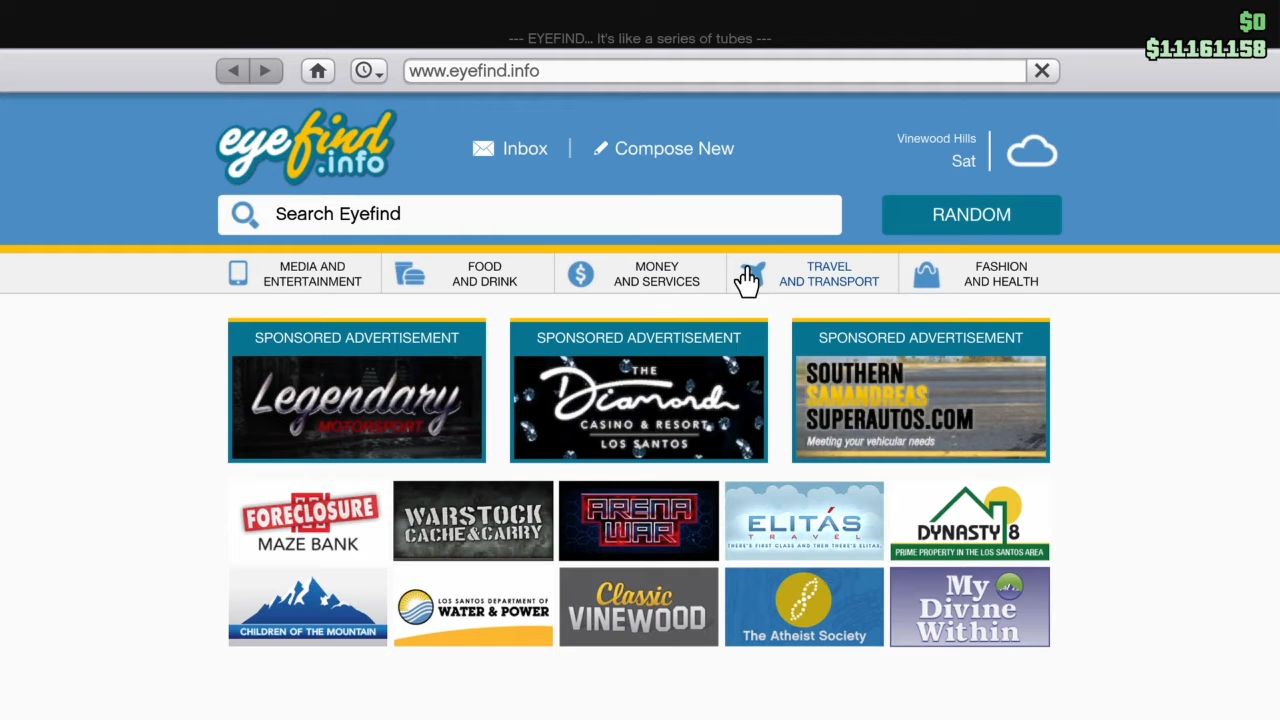 $0
--- EYEFIND... It's like a series of tubes ---
$11161158
www.eyefind.info
eyefind
.info
Inbox
Compose New
Vinewood Hills
Sat
Search Eyefind
RANDOM
MEDIA AND
ENTERTAINMENT
FOOD
AND DRINK
MONEY
AND SERVICES
TRAVEL
AND TRANSPORT
FASHION
AND HEALTH
SPONSORED ADVERTISEMENT
Legendary
MOTORSPORT
SPONSORED ADVERTISEMENT
THE
Diamond
CASINO & RESORT
LOS SANTOS
SPONSORED ADVERTISEMENT
SOUTHERN
SANANDREAS
SUPERAUTOS.COM
Meeting your vehicular needs
FORECLOSURE
MAZE BANK
WARSTOCK
CACHE&CARRY
ARENA
WAR
ELITÁS
TRAVEL
THERE'S FIRST CLASS AND THEN THERE'S ELITÁS.
DYNASTY 8
PRIME PROPERTY IN THE LOS SANTOS AREA
CHILDREN OF THE MOUNTAIN
LOS SANTOS DEPARTMENT OF
WATER & POWER
Classic
VINEWOOD
The Atheist Society
My
Divine
Within